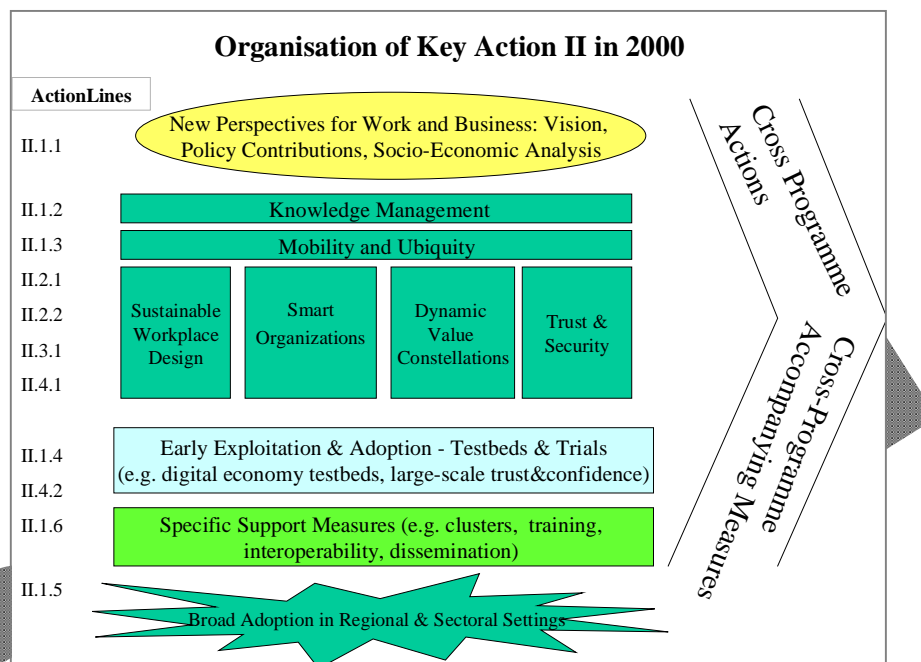 Organisation of Key Action II in 2000
ActionLines
II.1.1
New Perspectives for Work and Business: Vision,
Policy Contributions, Socio-Economic Analysis
II.1.2
Knowledge Management
II.1.3
Mobility and Ubiquity
II.2.1
II.2.2
II.3.1
II.4.1
Sustainable
Workplace
Design
Smart
Organizations
Dynamic
Value
Constellations
Trust &
Security
II.1.4
II.4.2
Early Exploitation & Adoption - Testbeds & Trials
(e.g. digital economy testbeds, large-scale trust&confidence)
II.1.6
Specific Support Measures (e.g. clusters, training,
interoperability, dissemination)
II.1.5
Broad Adoption in Regional & Sectoral Settings
Cross Programme
Actions
Cross-Programme
Accompanying Measures